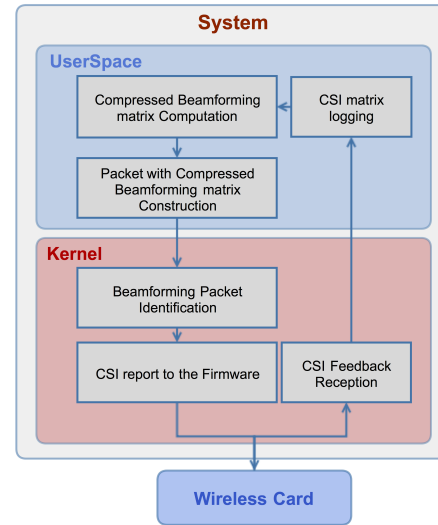 System
UserSpace
Compressed Beamforming
matrix Computation
CSI matrix
logging
Packet with Compressed
Beamforming matrix
Construction
Kernel
Beamforming Packet
Identification
CSI report to the Firmware
CSI Feedback
Reception
Wireless Card